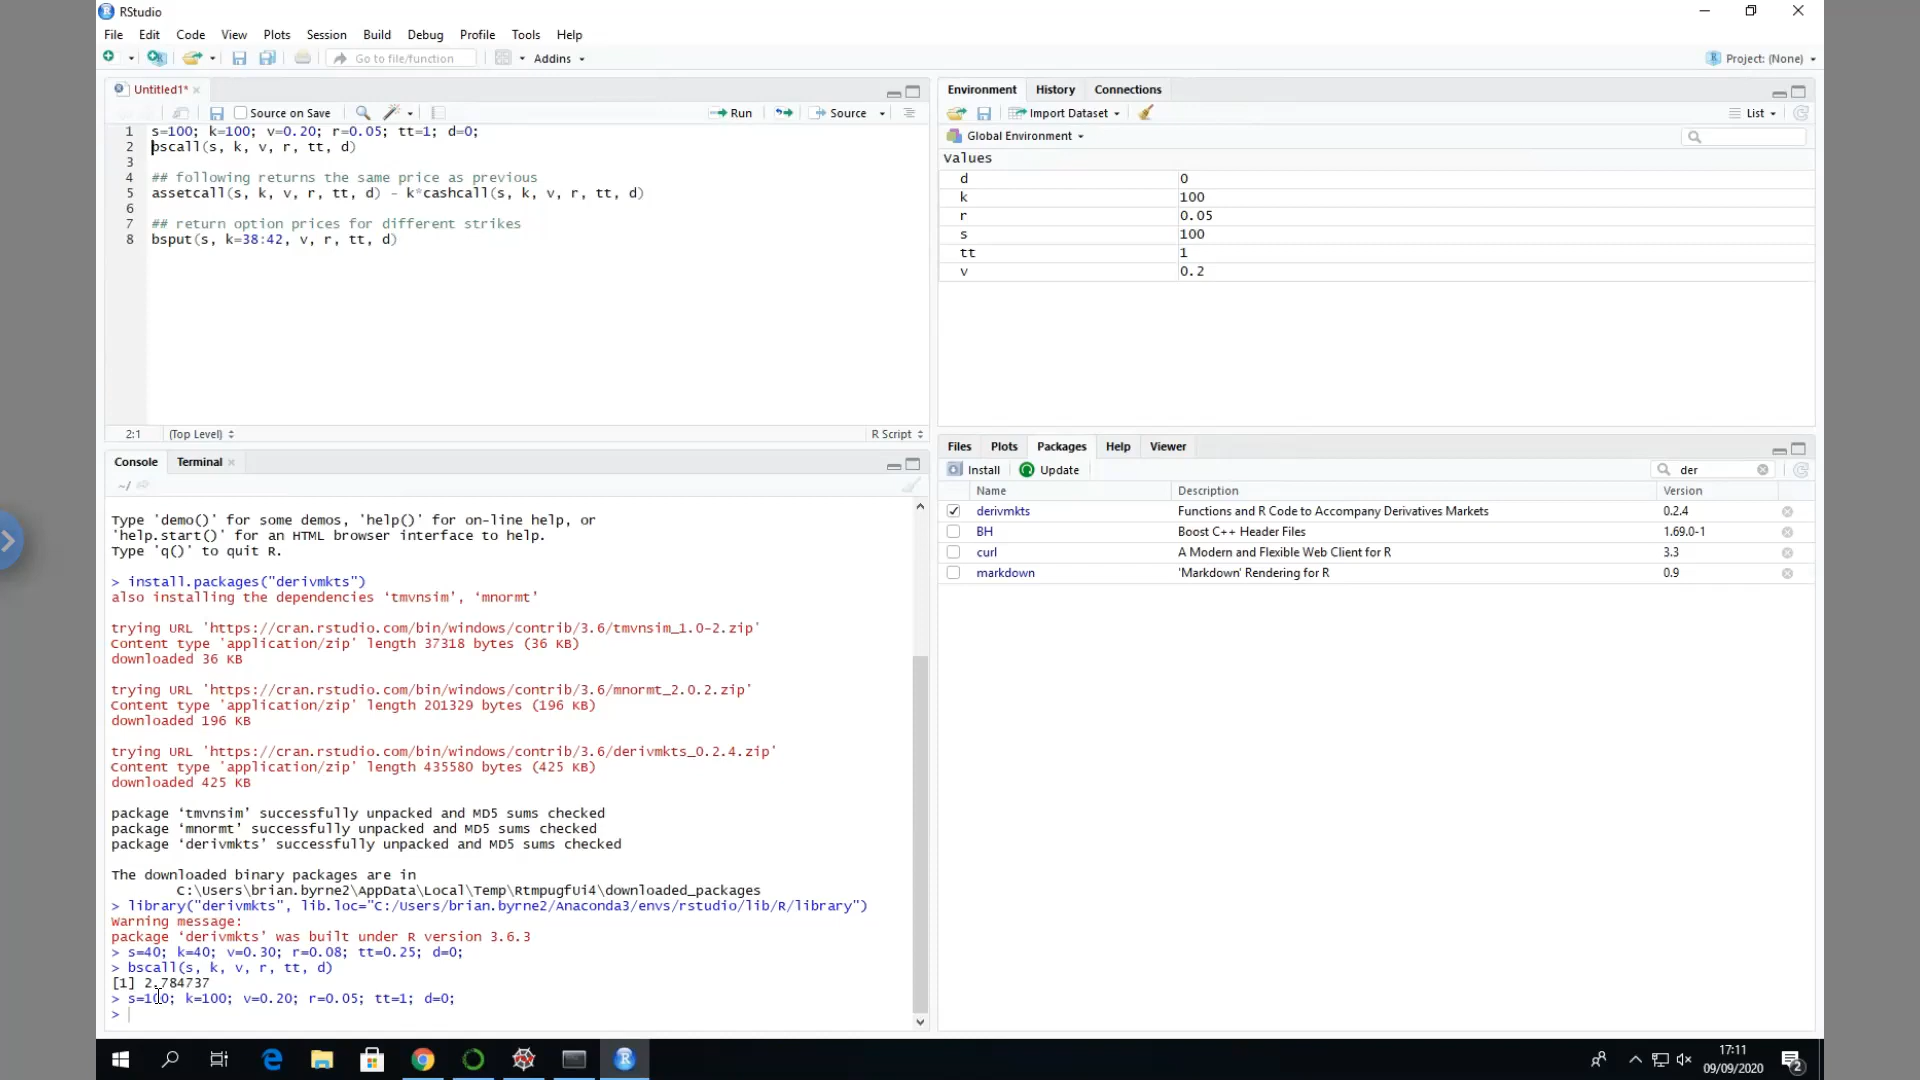 RStudio
File Edit Code View Plots Session Build Debug Profile Tools Help
Go to file/function Addins Project: (None)
Untitled1*
Source on Save Run Source
1 s=100; k=100; v=0.20; r=0.05; tt=1; d=0;
2 bscall(s, k, v, r, tt, d)
3
4 ## following returns the same price as previous
5 assetcall(s, k, v, r, tt, d) - k*cashcall(s, k, v, r, tt, d)
6
7 ## return option prices for different strikes
8 bsput(s, k=38:42, v, r, tt, d)
2:1 (Top Level) R Script
Console Terminal
~/
Type 'demo()' for some demos, 'help()' for on-line help, or
'help.start()' for an HTML browser interface to help.
Type 'q()' to quit R.
> install.packages("derivmkts")
also installing the dependencies ‘tmvnsim’, ‘mnormt’
trying URL 'https://cran.rstudio.com/bin/windows/contrib/3.6/tmvnsim_1.0-2.zip'
Content type 'application/zip' length 37318 bytes (36 KB)
downloaded 36 KB
trying URL 'https://cran.rstudio.com/bin/windows/contrib/3.6/mnormt_2.0.2.zip'
Content type 'application/zip' length 201329 bytes (196 KB)
downloaded 196 KB
trying URL 'https://cran.rstudio.com/bin/windows/contrib/3.6/derivmkts_0.2.4.zip'
Content type 'application/zip' length 435580 bytes (425 KB)
downloaded 425 KB
package ‘tmvnsim’ successfully unpacked and MD5 sums checked
package ‘mnormt’ successfully unpacked and MD5 sums checked
package ‘derivmkts’ successfully unpacked and MD5 sums checked
The downloaded binary packages are in
C:\Users\brian.byrne2\AppData\Local\Temp\RtmpugfUi4\downloaded_packages
> library("derivmkts", lib.loc="C:/Users/brian.byrne2/Anaconda3/envs/rstudio/lib/R/library")
Warning message:
package ‘derivmkts’ was built under R version 3.6.3
> s=40; k=40; v=0.30; r=0.08; tt=0.25; d=0;
> bscall(s, k, v, r, tt, d)
[1] 2.784737
> s=100; k=100; v=0.20; r=0.05; tt=1; d=0;
>
Environment History Connections
Import Dataset List
Global Environment
Values
d 0
k 100
r 0.05
s 100
tt 1
v 0.2
Files Plots Packages Help Viewer
Install Update der
Name Description Version
derivmkts Functions and R Code to Accompany Derivatives Markets 0.2.4
BH Boost C++ Header Files 1.69.0-1
curl A Modern and Flexible Web Client for R 3.3
markdown 'Markdown' Rendering for R 0.9
17:11
09/09/2020
2